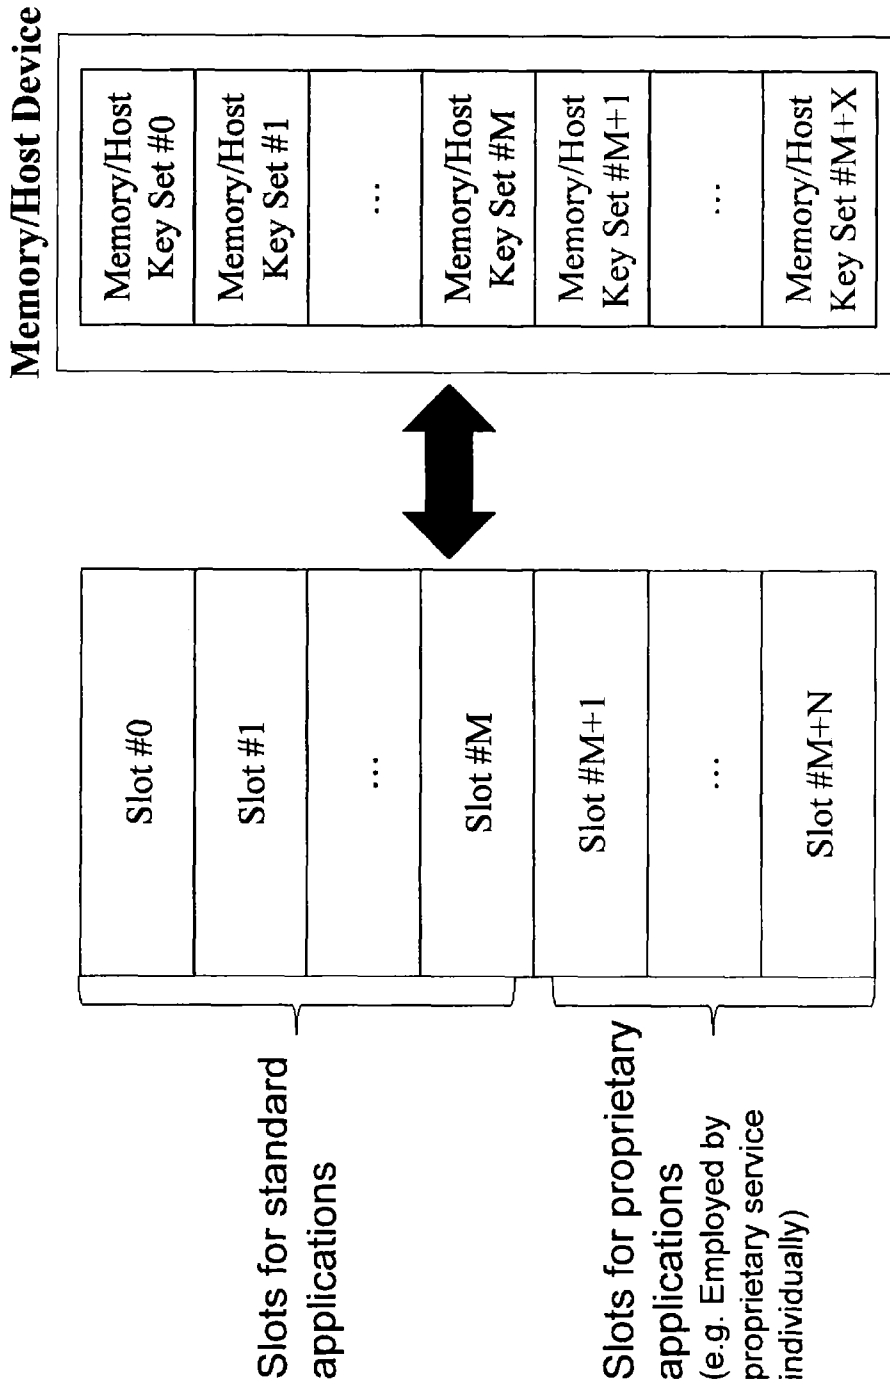 Memory/Host Device
Slots for standard
applications
Slots for proprietary
applications
(e.g. Employed by
proprietary service
individually)
Slot #0
Slot #1
...
Slot #M
Slot #M+1
...
Slot #M+N
Memory/Host
Key Set #0
Memory/Host
Key Set #1
...
Memory/Host
Key Set #M
Memory/Host
Key Set #M+1
...
Memory/Host
Key Set #M+X